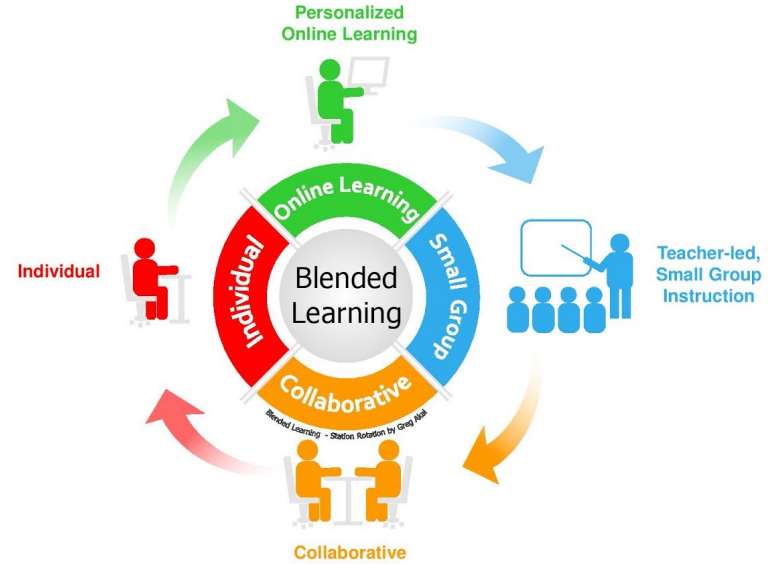 Personalized
Online Learning
Online Learning
Individual
Individual
Small Group
Teacher-led,
Small Group
Instruction
Blended
Learning
Collaborative
Blended Learning - Station Rotation by Greg Akai
Collaborative